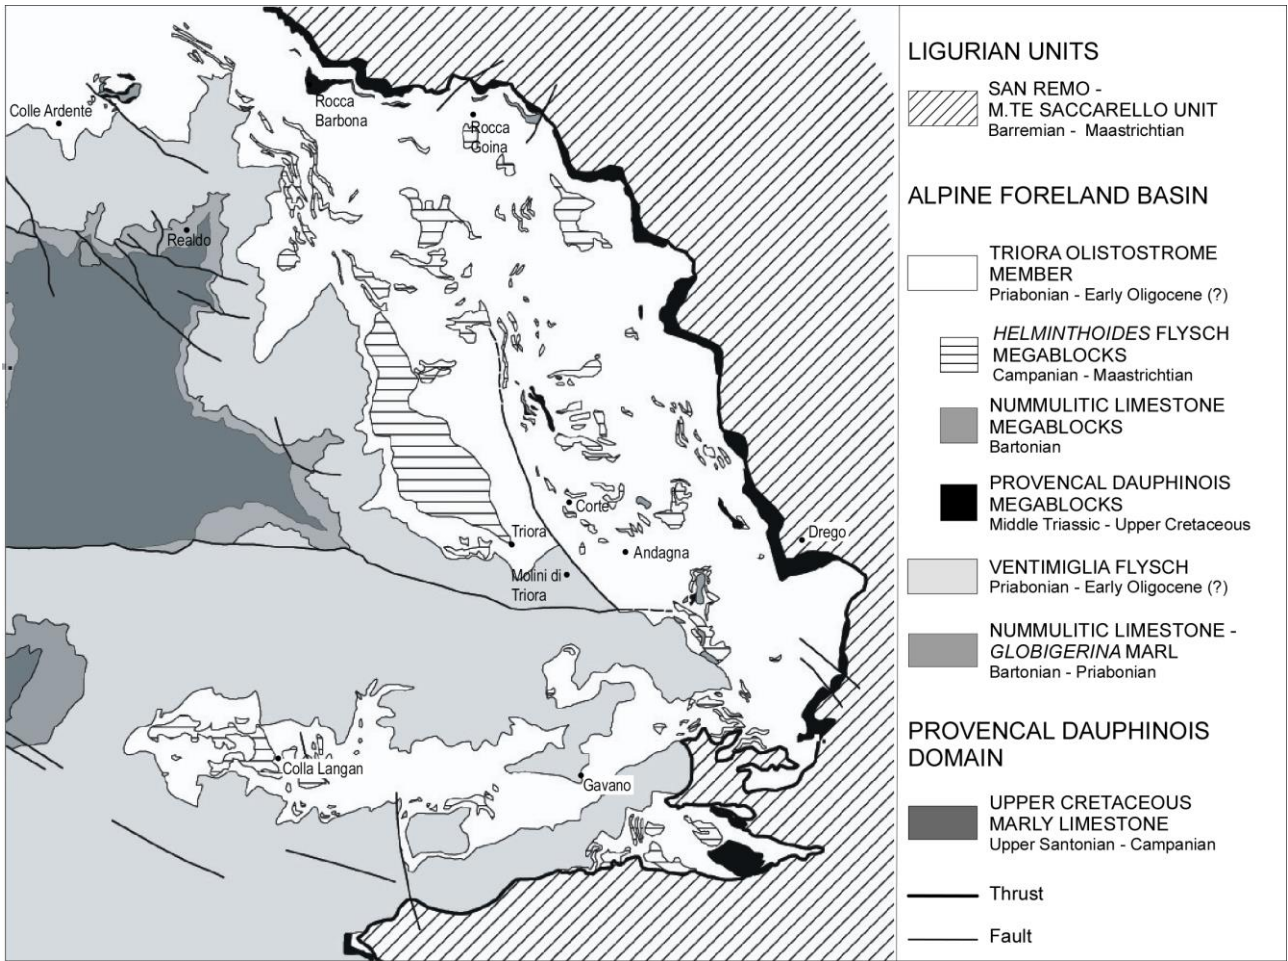 Colle Ardente
Rocca
Barbona
Rocca
Goina
Realdo
Corte
Triora
Andagna
Drego
Molini di
Triora
Colla Langan
Gavano
LIGURIAN UNITS
SAN REMO -
M.TE SACCARELLO UNIT
Barremian - Maastrichtian
ALPINE FORELAND BASIN
TRIORA OLISTOSTROME
MEMBER
Priabonian - Early Oligocene (?)
HELMINTHOIDES FLYSCH
MEGABLOCKS
Campanian - Maastrichtian
NUMMULITIC LIMESTONE
MEGABLOCKS
Bartonian
PROVENCAL DAUPHINOIS
MEGABLOCKS
Middle Triassic - Upper Cretaceous
VENTIMIGLIA FLYSCH
Priabonian - Early Oligocene (?)
NUMMULITIC LIMESTONE -
GLOBIGERINA MARL
Bartonian - Priabonian
PROVENCAL DAUPHINOIS
DOMAIN
UPPER CRETACEOUS
MARLY LIMESTONE
Upper Santonian - Campanian
Thrust
Fault